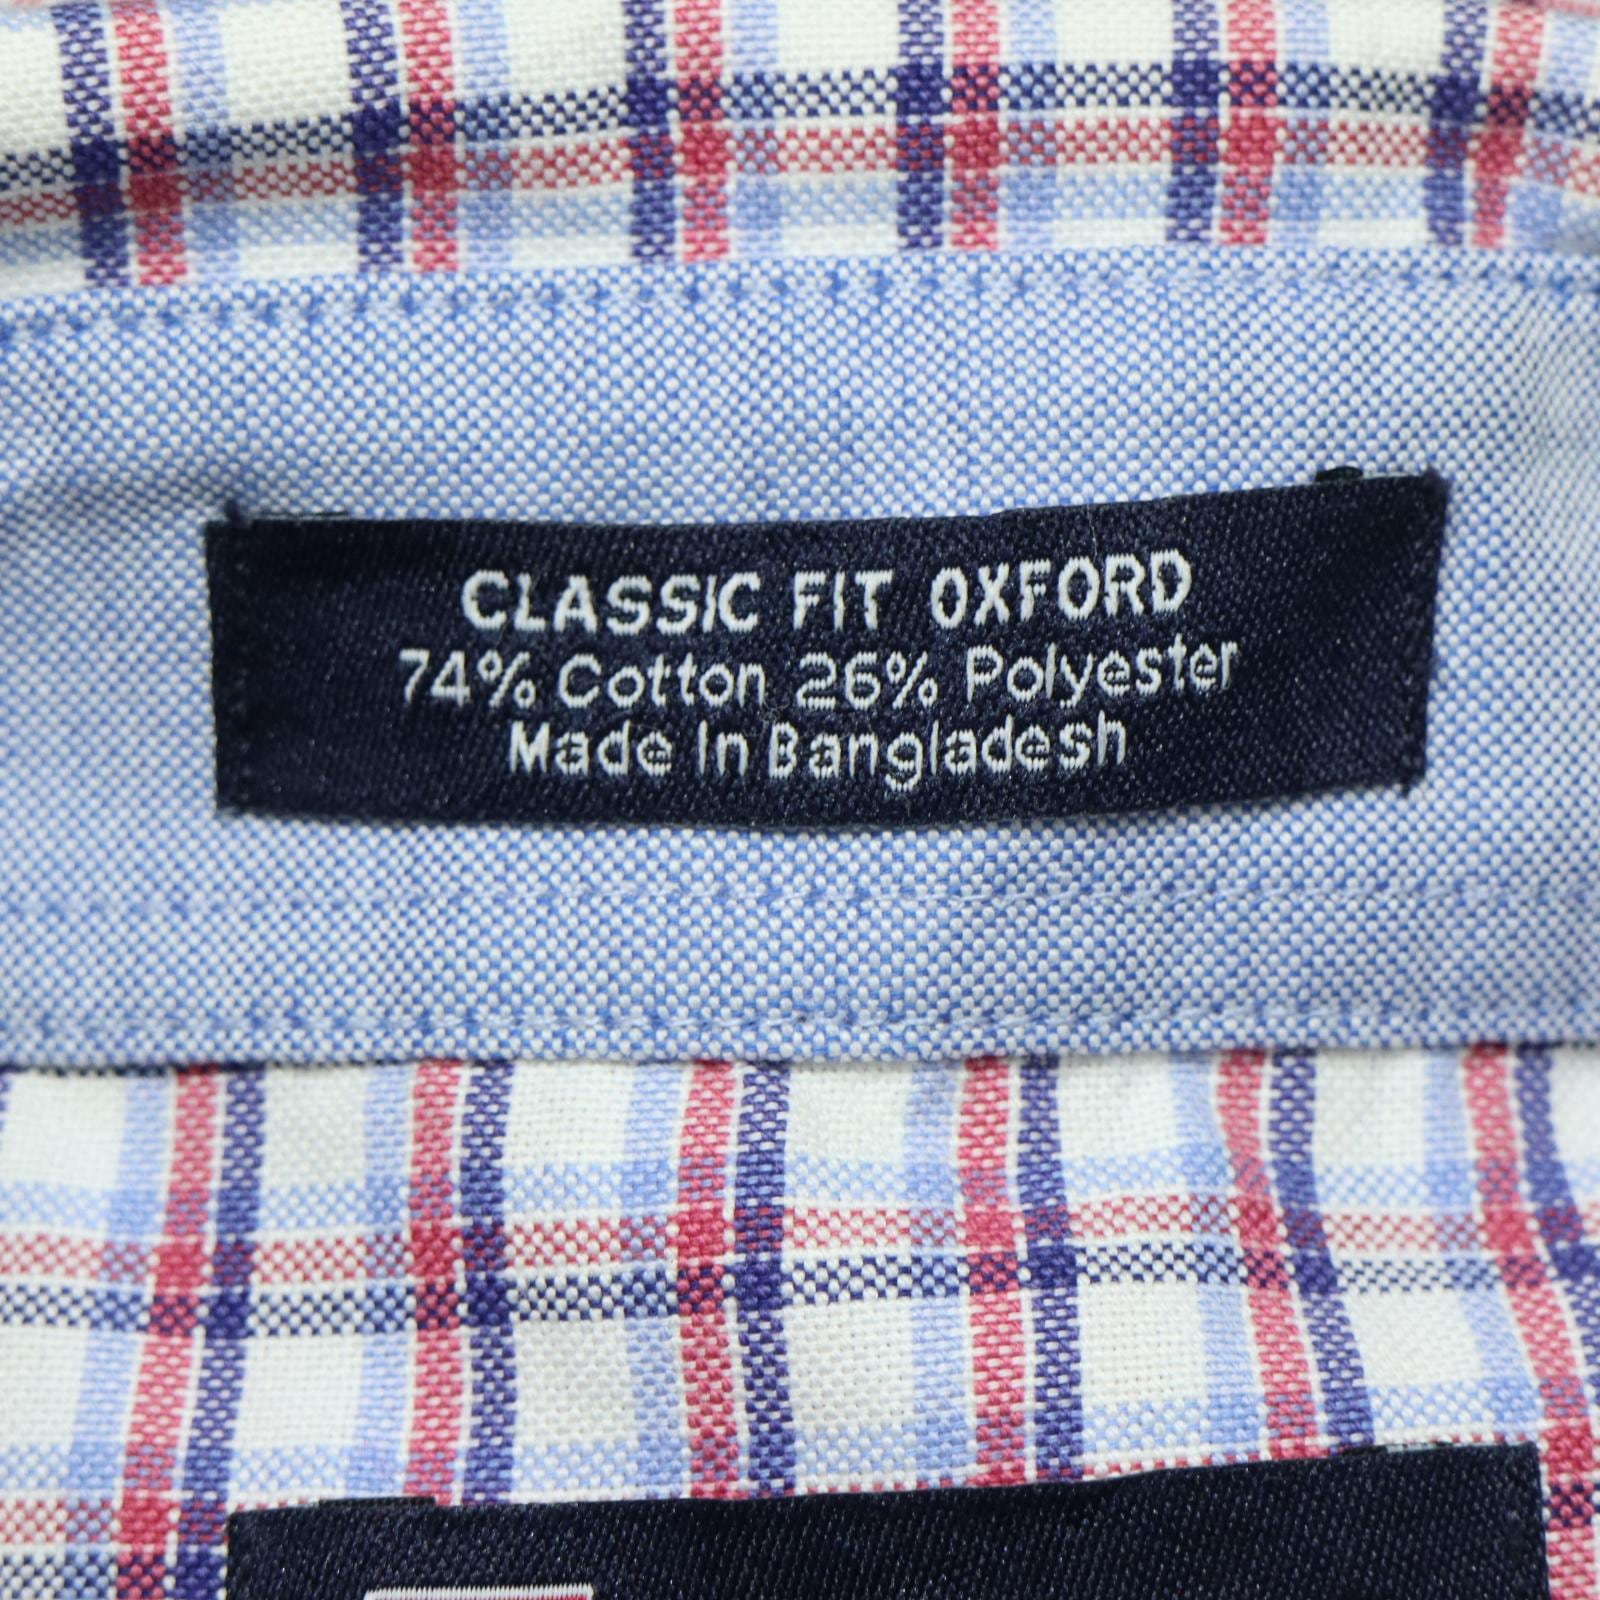 CLASSIC FIT OXFORD
74% Cotton 26% Polyester
Made In Bangladesh